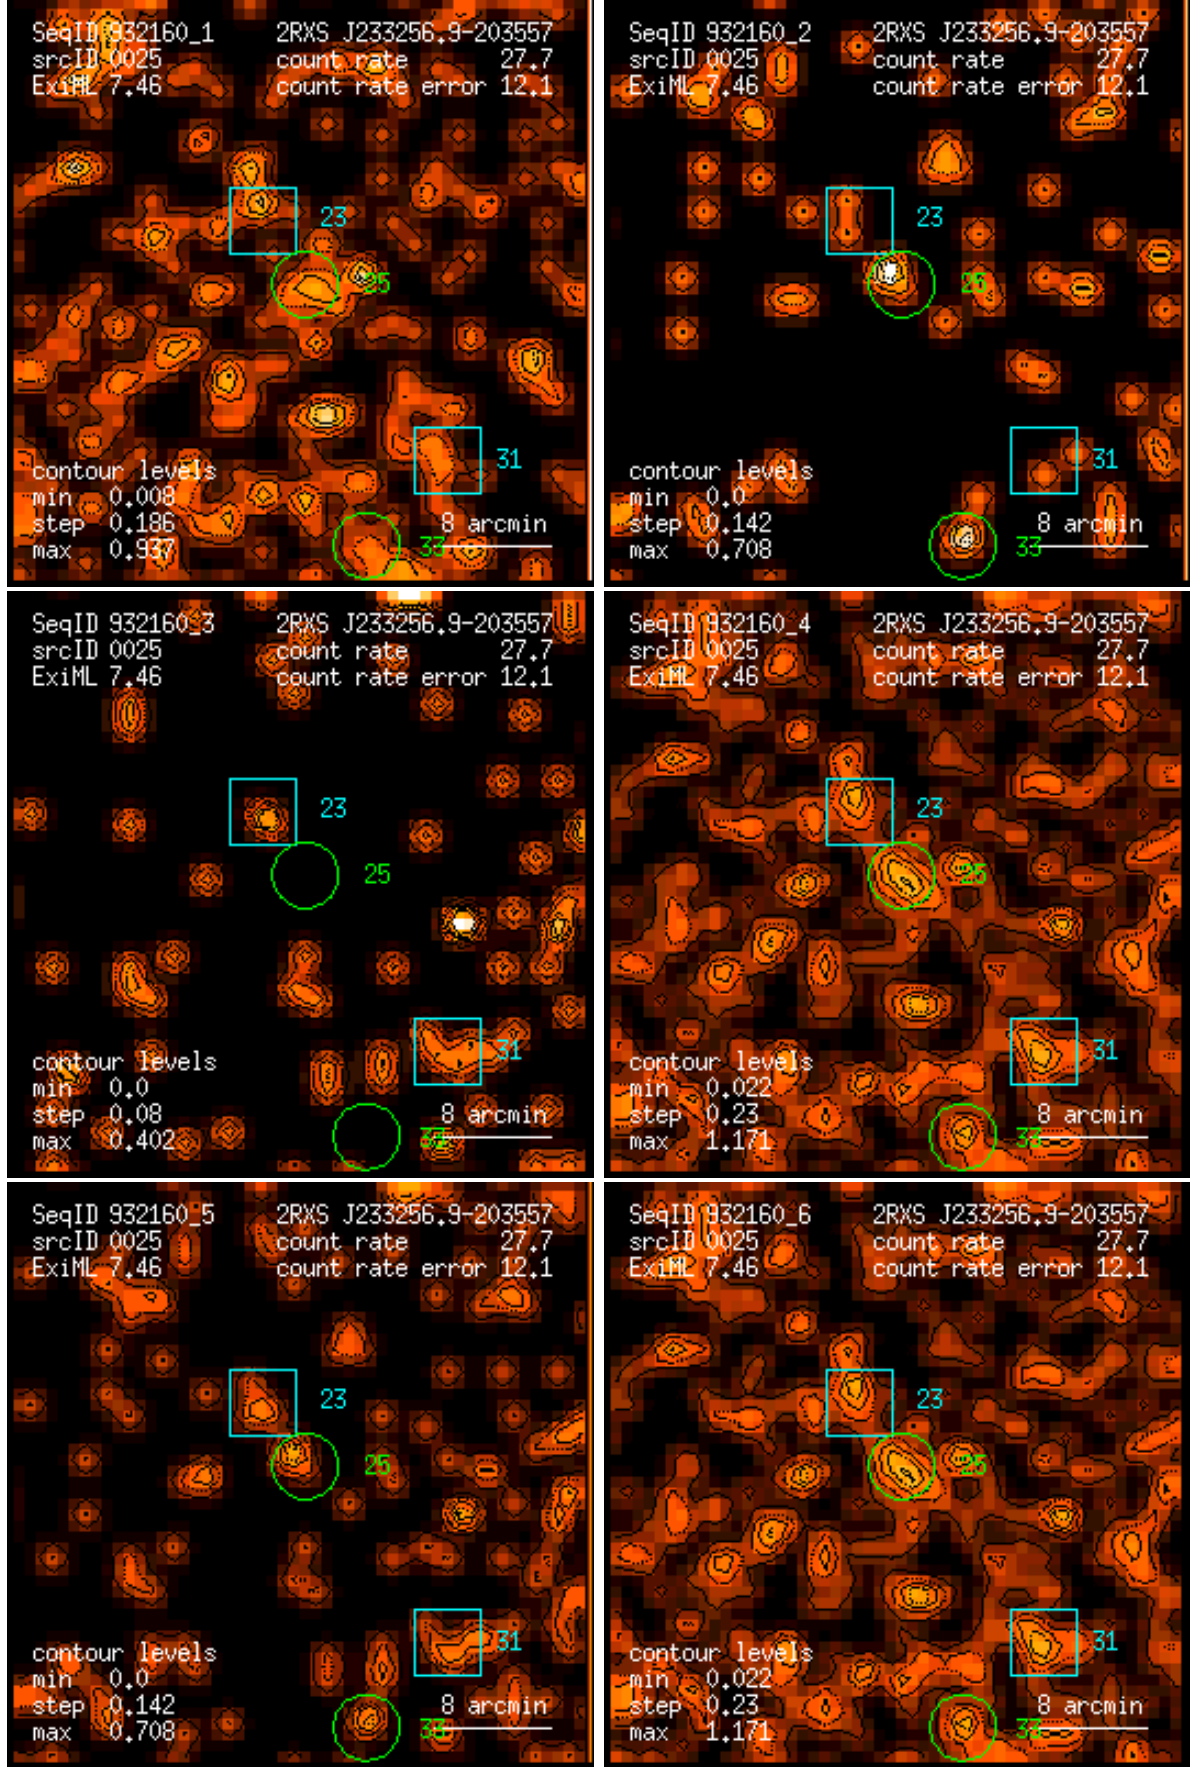 SeqID 932160_1 2RXS J233256.9-203557
srcID 0025 count rate 27.7
ExiML 7.46 count rate error 12.1
23
25
31
contour levels
min 0.008
step 0.186 8 arcmin
max 0.937 33
SeqID 932160_2 2RXS J233256.9-203557
srcID 0025 count rate 27.7
ExiML 7.46 count rate error 12.1
23
25
31
contour levels
min 0.0
step 0.142 8 arcmin
max 0.708 33
SeqID 932160_3 2RXS J233256.9-203557
srcID 0025 count rate 27.7
ExiML 7.46 count rate error 12.1
23
25
31
contour levels
min 0.0
step 0.08 8 arcmin
max 0.402 33
SeqID 932160_4 2RXS J233256.9-203557
srcID 0025 count rate 27.7
ExiML 7.46 count rate error 12.1
23
25
31
contour levels
min 0.022
step 0.23 8 arcmin
max 1.171 33
SeqID 932160_5 2RXS J233256.9-203557
srcID 0025 count rate 27.7
ExiML 7.46 count rate error 12.1
23
25
31
contour levels
min 0.0
step 0.142 8 arcmin
max 0.708 33
SeqID 932160_6 2RXS J233256.9-203557
srcID 0025 count rate 27.7
ExiML 7.46 count rate error 12.1
23
25
31
contour levels
min 0.022
step 0.23 8 arcmin
max 1.171 33